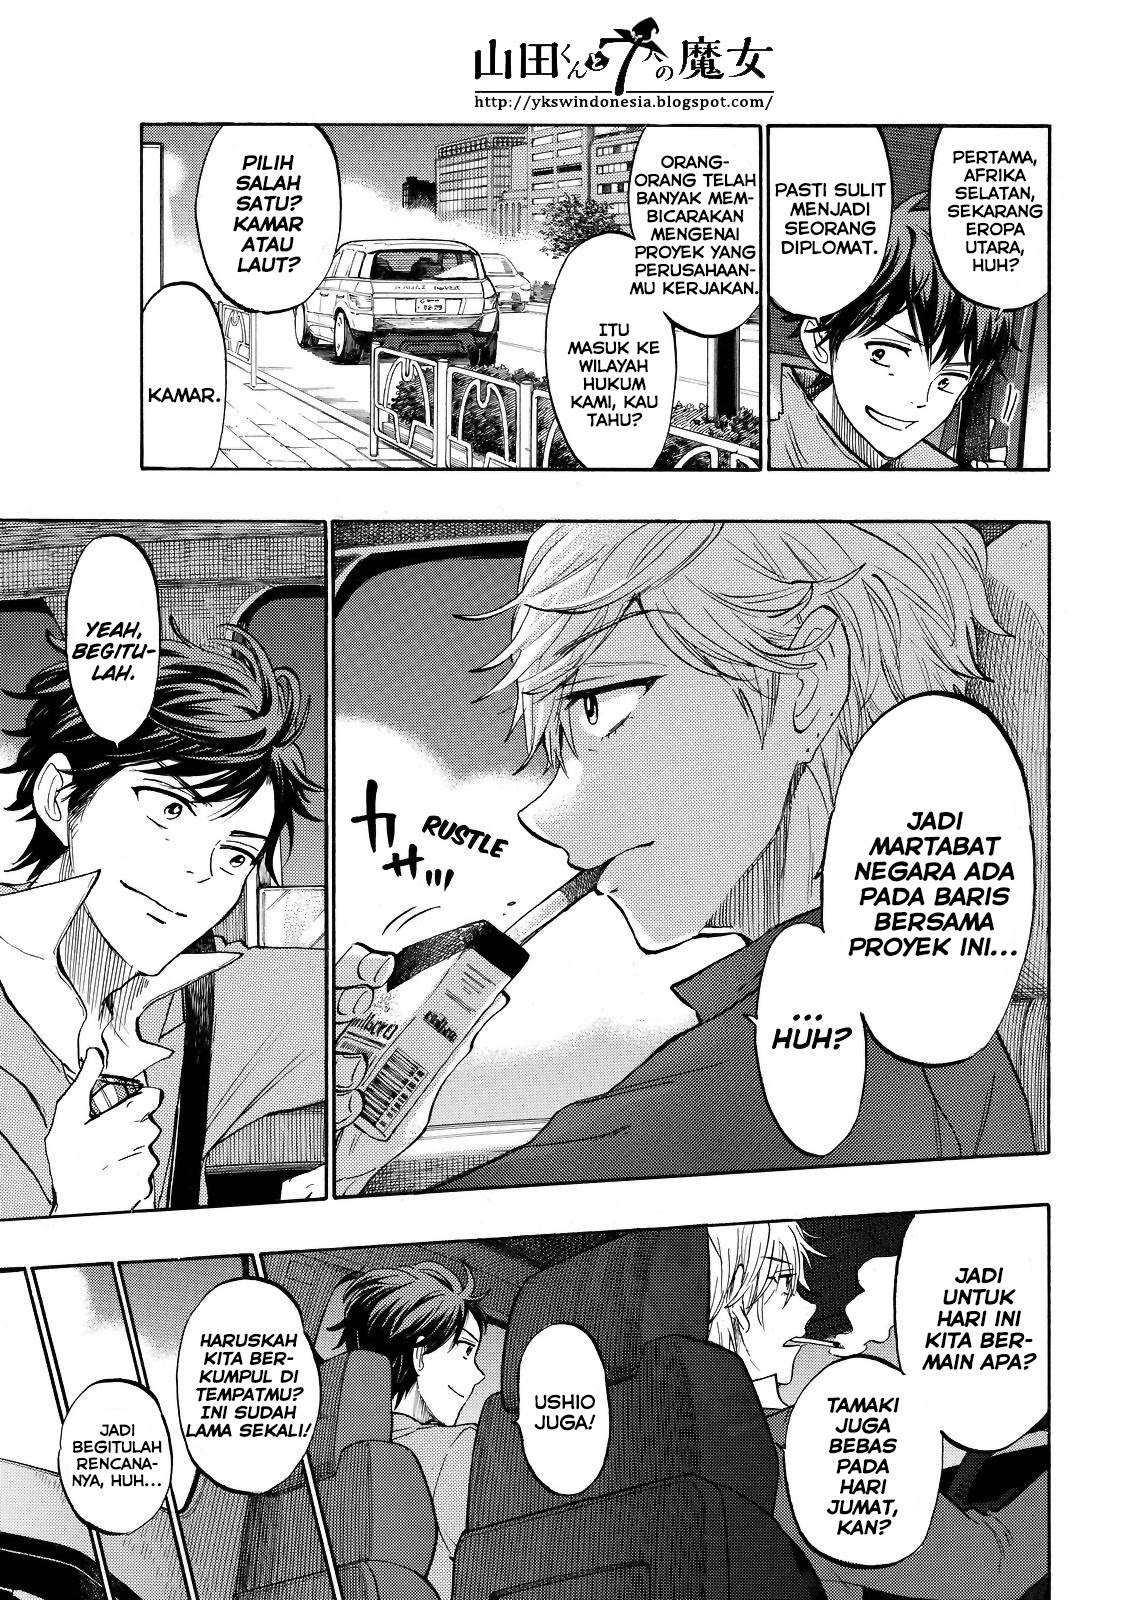 山田くんと7人の魔女
http://ykswindonesia.blogspot.com/
PERTAMA,
AFRIKA
SELATAN,
SEKARANG
EROPA
UTARA,
HUH?
PASTI SULIT
MENJADI
SEORANG
DIPLOMAT.
ORANG-
ORANG TELAH
BANYAK MEM-
BICARAKAN
MENGENAI
PROYEK YANG
PERUSAHAAN-
MU KERJAKAN.
ITU
MASUK KE
WILAYAH
HUKUM
KAMI, KAU
TAHU?
PILIH
SALAH
SATU?
KAMAR
ATAU
LAUT?
KAMAR.
JADI
MARTABAT
NEGARA ADA
PADA BARIS
BERSAMA
PROYEK INI...
...
HUH?
ガサ...
RUSTLE
YEAH,
BEGITU-
LAH.
JADI
UNTUK
HARI INI
KITA BER-
MAIN APA?
TAMAKI
JUGA
BEBAS
PADA
HARI
JUMAT,
KAN?
USHIO
JUGA!
HARUSKAH
KITA BER-
KUMPUL DI
TEMPATMU?
INI SUDAH
LAMA SEKALI!
JADI
BEGITULAH
RENCANA-
NYA, HUH...